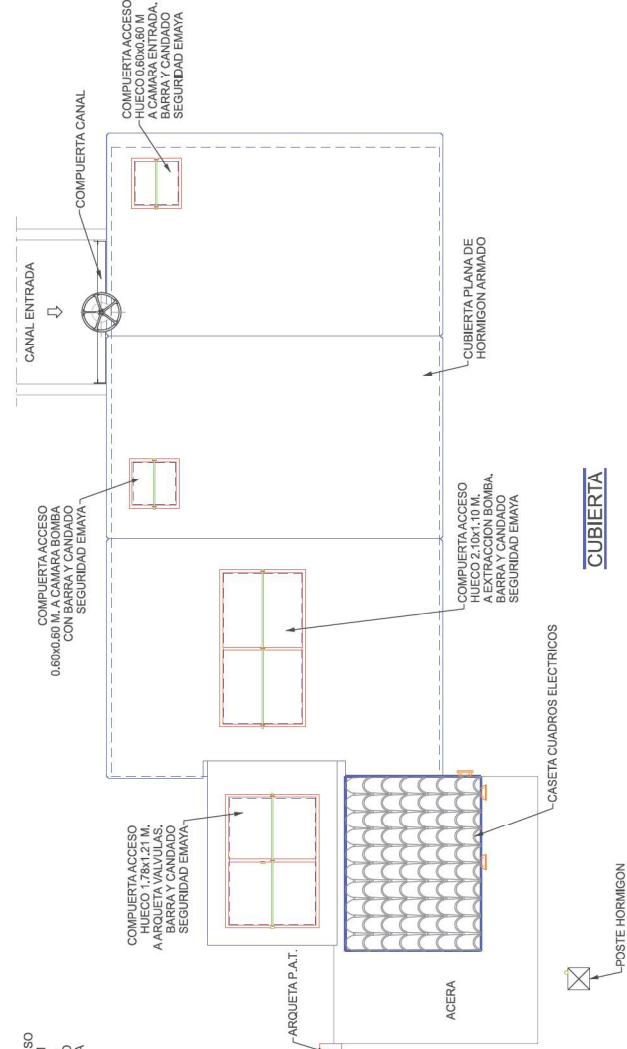 CANAL ENTRADA
COMPUERTA CANAL
COMPUERTA ACCESO
HUECO 0.60x0.60 M
A CAMARA ENTRADA.
BARRA Y CANDADO
SEGURIDAD EMAYA
COMPUERTA ACCESO
0.60x0.60 M. A CAMARA BOMBA
CON BARRA Y CANDADO
SEGURIDAD EMAYA
CUBIERTA PLANA DE
HORMIGON ARMADO
COMPUERTA ACCESO
HUECO 2.10x1.10 M.
A EXTRACCION BOMBA.
BARRA Y CANDADO
SEGURIDAD EMAYA
COMPUERTA ACCESO
HUECO 1.78x1.21 M.
A ARQUETA VALVULAS.
BARRA Y CANDADO
SEGURIDAD EMAYA
CASETA CUADROS ELECTRICOS
ARQUETA P.A.T.
ACERA
POSTE HORMIGON
CUBIERTA
SO